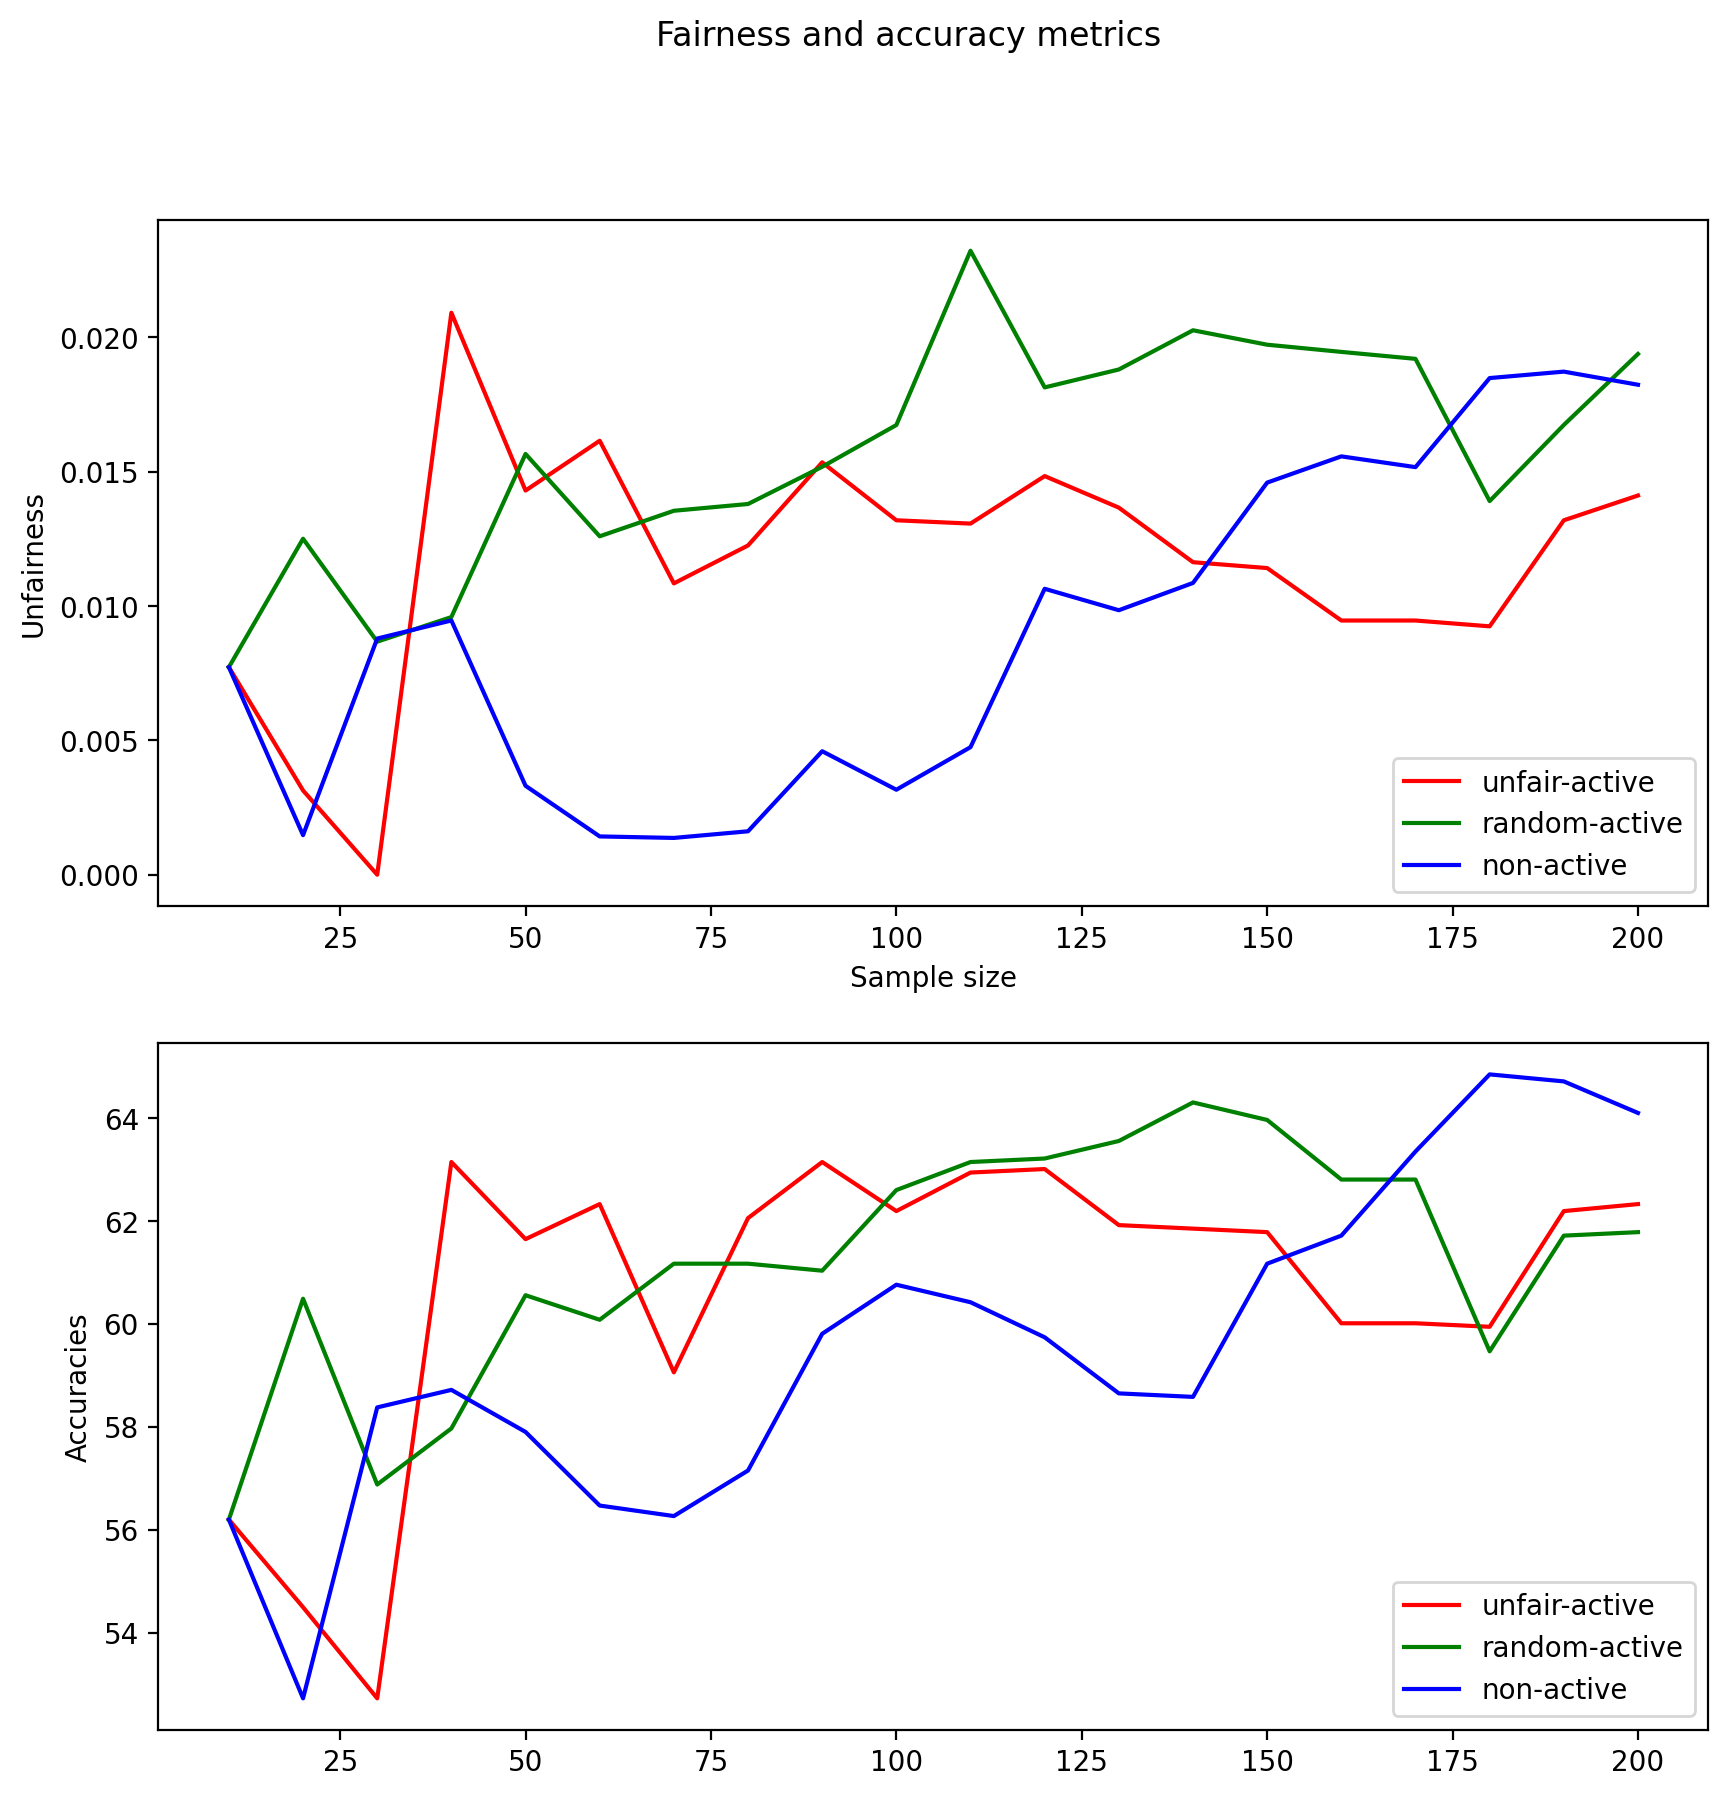 Fairness and accuracy metrics
0.020
0.015
0.010
0.005
0.000
Unfairness
unfair-active
random-active
non-active
25 50 75 100 125 150 175 200
Sample size
64
62
60
58
56
54
Accuracies
unfair-active
random-active
non-active
25 50 75 100 125 150 175 200